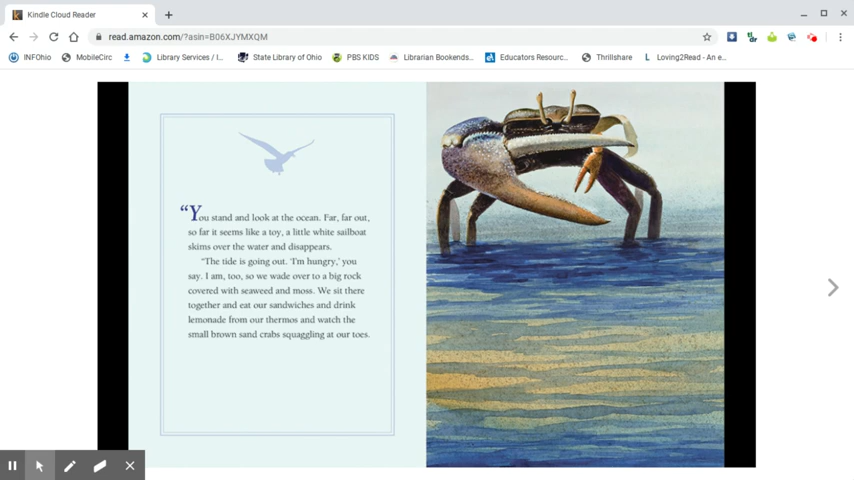 Kindle Cloud Reader
read.amazon.com/?asin=B06XJYMXQM
INFOhio
MobileCirc
Library Services / I...
State Library of Ohio
PBS KIDS
Librarian Bookends...
Educators Resourc...
Thrillshare
Loving2Read - An e...
“You stand and look at the ocean. Far, far out,
so far it seems like a toy, a little white sailboat
skims over the water and disappears.
“The tide is going out. ‘I'm hungry,’ you
say. I am, too, so we wade over to a big rock
covered with seaweed and moss. We sit there
together and eat our sandwiches and drink
lemonade from our thermos and watch the
small brown sand crabs squaggling at our toes.